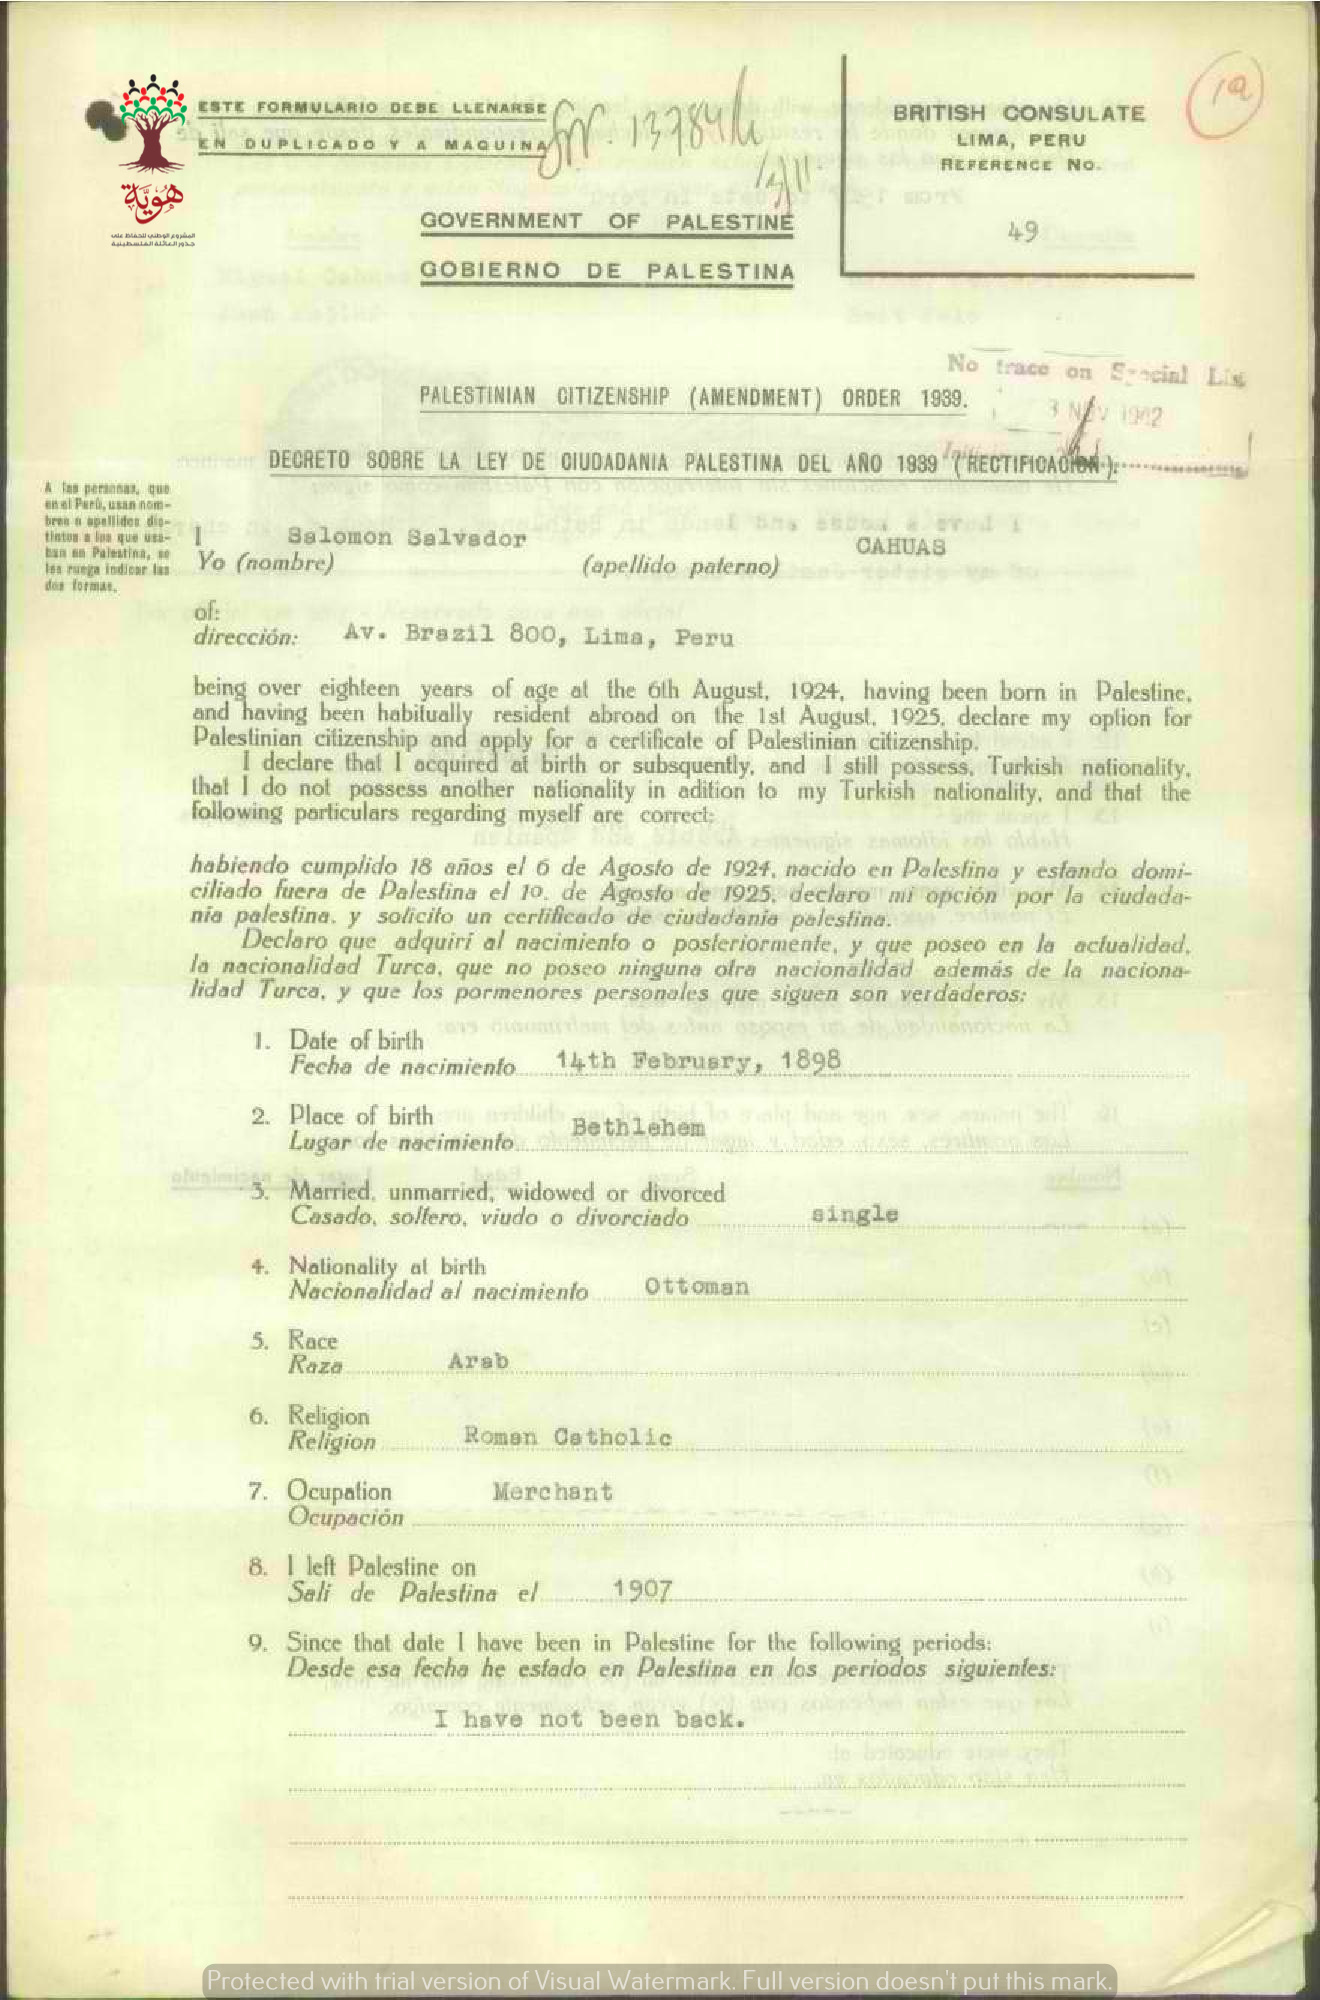 ESTE FORMULARIO DEBE LLENARSE
EN DUPLICADO Y A MAQUINA
13784/6
BRITISH CONSULATE
LIMA, PERU
REFERENCE No.
49
1a
هُوِيَّة
المشروع الوطني للحفاظ على
جذور العائلة الفلسطينية
GOVERNMENT OF PALESTINE
GOBIERNO DE PALESTINA
No trace on Special List
3 NOV 1942
PALESTINIAN CITIZENSHIP (AMENDMENT) ORDER 1939.
DECRETO SOBRE LA LEY DE CIUDADANIA PALESTINA DEL AÑO 1939 (RECTIFICACION).
A las personas, que
en el Perú, usan nom-
bres o apellidos dis-
tintos a los que usa-
ban en Palestina, se
les ruega indicar las
dos formas.
I Salomon Salvador CAHUAS
Yo (nombre) (apellido paterno)
of:
dirección: Av. Brazil 800, Lima, Peru
being over eighteen years of age at the 6th August, 1924, having been born in Palestine,
and having been habitually resident abroad on the 1st August, 1925, declare my option for
Palestinian citizenship and apply for a certificate of Palestinian citizenship.
I declare that I acquired at birth or subsquently, and I still possess, Turkish nationality,
that I do not possess another nationality in adition to my Turkish nationality, and that the
following particulars regarding myself are correct:
habiendo cumplido 18 años el 6 de Agosto de 1924, nacido en Palestina y estando domi-
ciliado fuera de Palestina el 1º. de Agosto de 1925, declaro mi opción por la ciudada-
nia palestina, y solicito un certificado de ciudadania palestina.
Declaro que adquirí al nacimiento o posteriormente, y que poseo en la actualidad,
la nacionalidad Turca, que no poseo ninguna otra nacionalidad además de la naciona-
lidad Turca, y que los pormenores personales que siguen son verdaderos:
1. Date of birth
Fecha de nacimiento 14th February, 1898
2. Place of birth
Lugar de nacimiento Bethlehem
3. Married, unmarried, widowed or divorced
Casado, soltero, viudo o divorciado single
4. Nationality at birth
Nacionalidad al nacimiento Ottoman
5. Race
Raza Arab
6. Religion
Religion Roman Catholic
7. Ocupation Merchant
Ocupación
8. I left Palestine on
Sali de Palestina el 1907
9. Since that date I have been in Palestine for the following periods:
Desde esa fecha he estado en Palestina en los periodos siguientes:
I have not been back.
Protected with trial version of Visual Watermark. Full version doesn't put this mark.